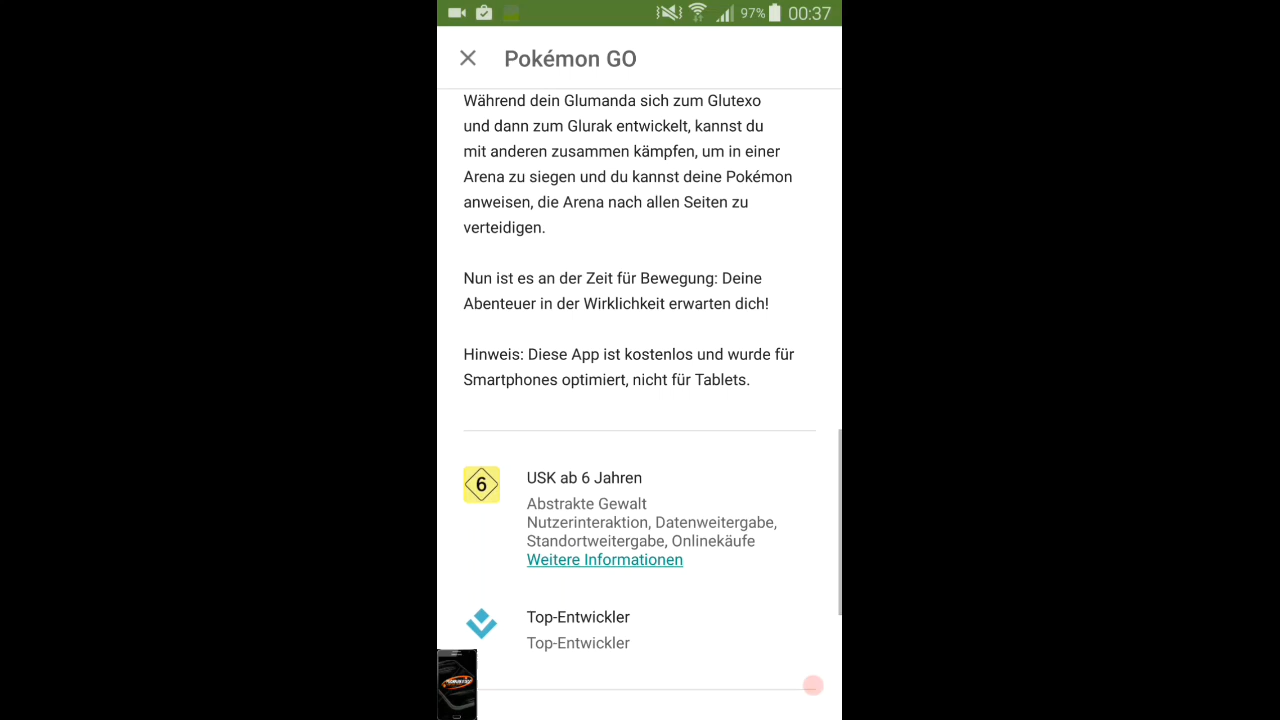 97% 00:37
Pokémon GO
Während dein Glumanda sich zum Glutexo
und dann zum Glurak entwickelt, kannst du
mit anderen zusammen kämpfen, um in einer
Arena zu siegen und du kannst deine Pokémon
anweisen, die Arena nach allen Seiten zu
verteidigen.
Nun ist es an der Zeit für Bewegung: Deine
Abenteuer in der Wirklichkeit erwarten dich!
Hinweis: Diese App ist kostenlos und wurde für
Smartphones optimiert, nicht für Tablets.
6
USK ab 6 Jahren
Abstrakte Gewalt
Nutzerinteraktion, Datenweitergabe,
Standortweitergabe, Onlinekäufe
Weitere Informationen
Top-Entwickler
Top-Entwickler